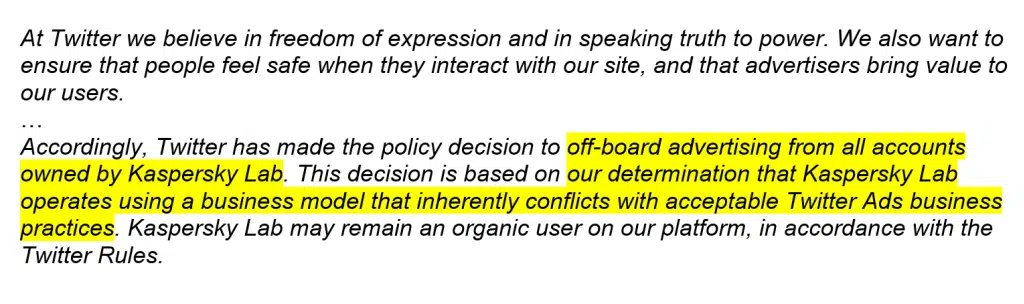 At Twitter we believe in freedom of expression and in speaking truth to power. We also want to
ensure that people feel safe when they interact with our site, and that advertisers bring value to
our users.
…
Accordingly, Twitter has made the policy decision to off-board advertising from all accounts
owned by Kaspersky Lab. This decision is based on our determination that Kaspersky Lab
operates using a business model that inherently conflicts with acceptable Twitter Ads business
practices. Kaspersky Lab may remain an organic user on our platform, in accordance with the
Twitter Rules.